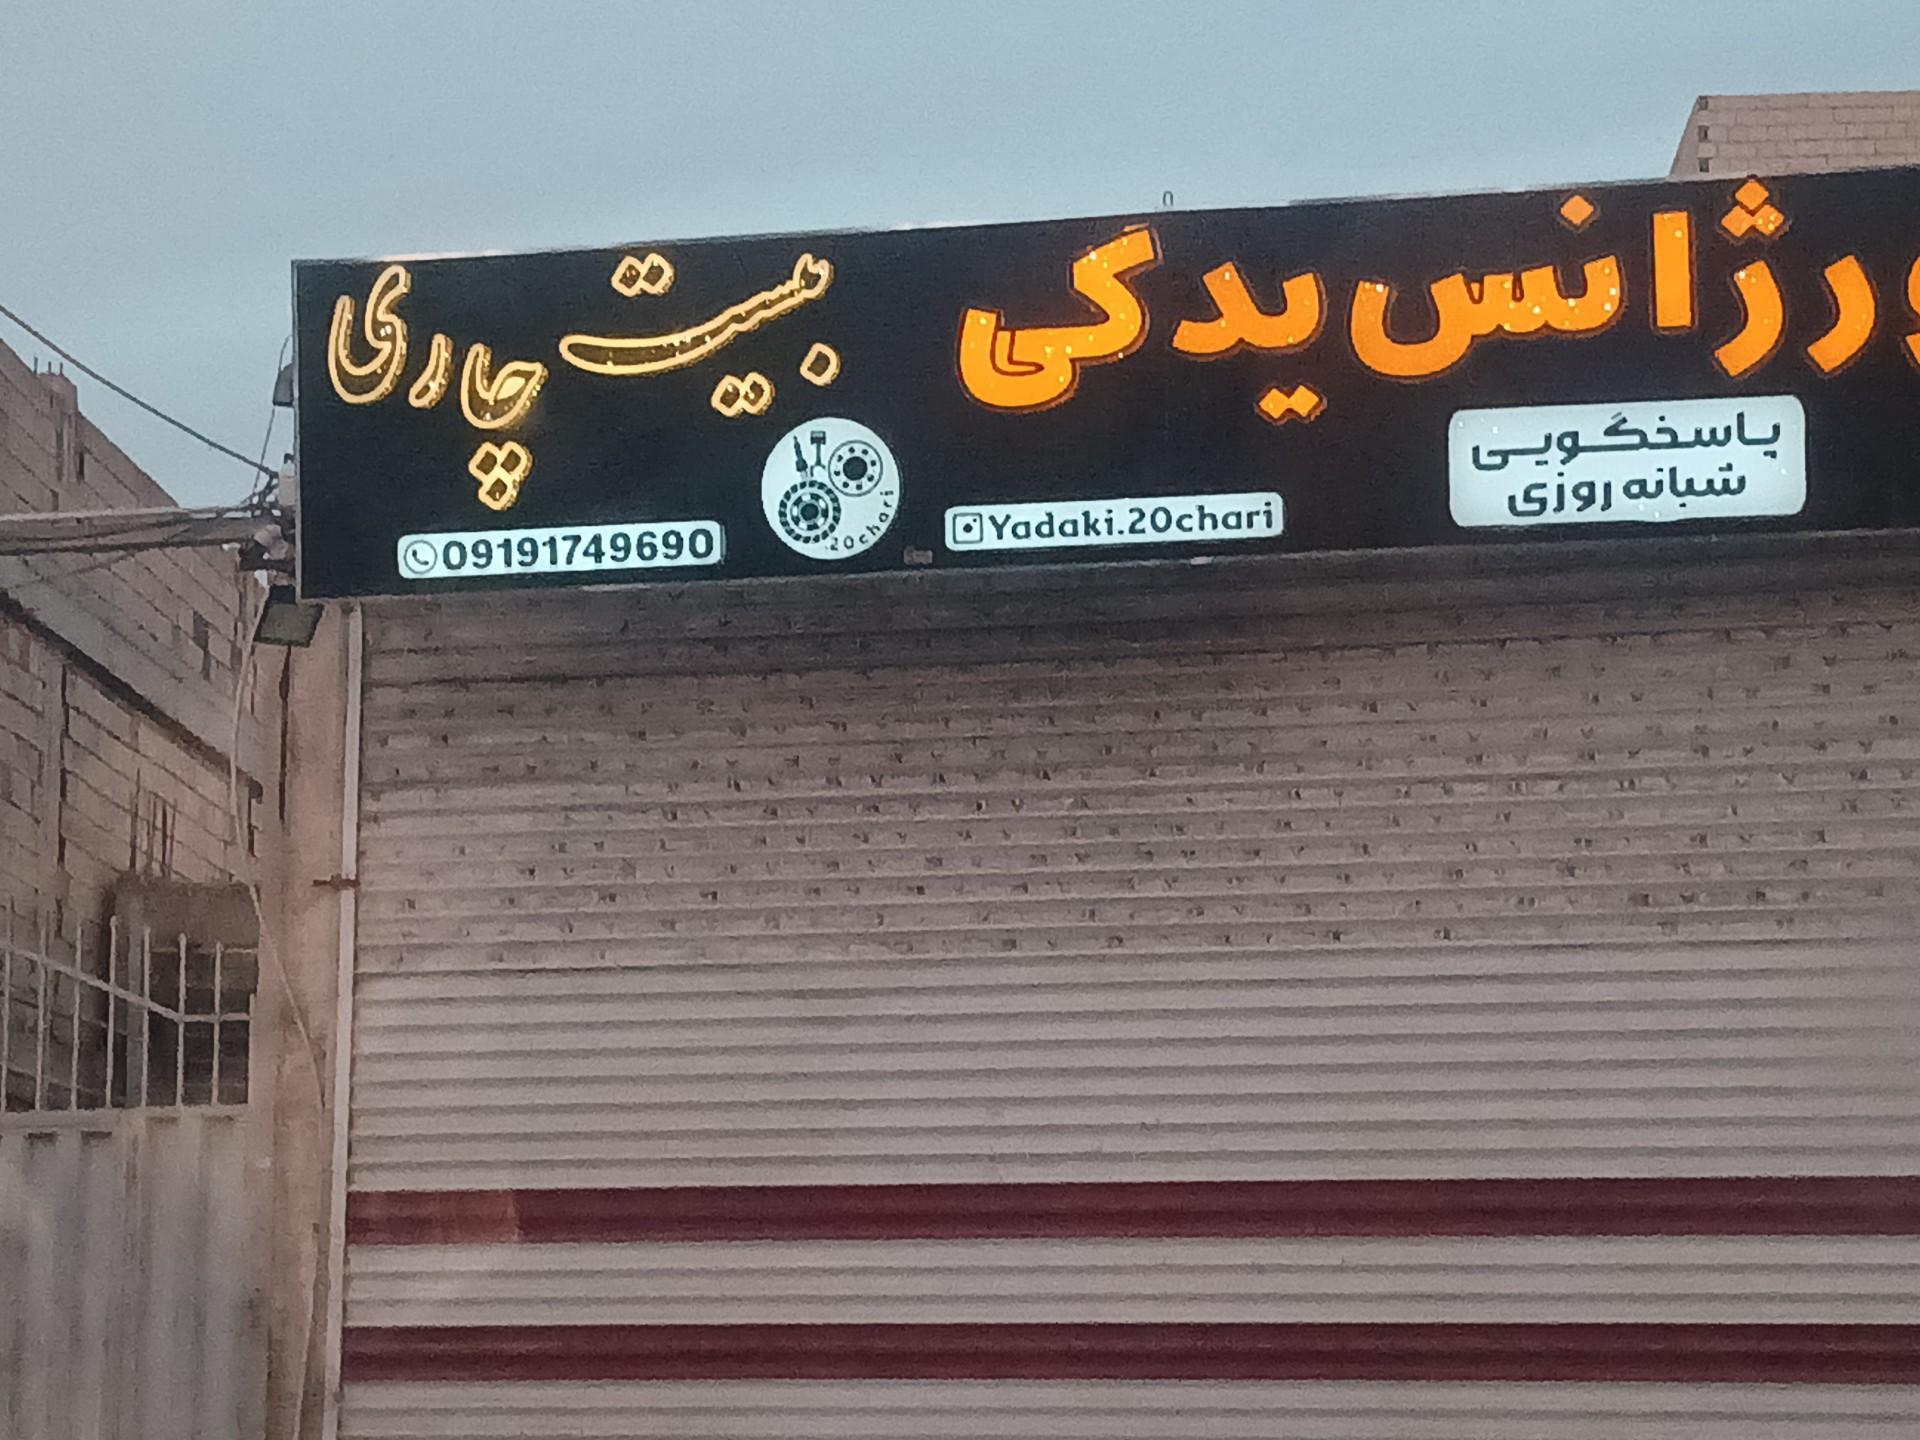 ورژانس یدکی
بیست چاری
پاسخگویی
شبانه روزی
Yadaki.20chari
20chari
09191749690